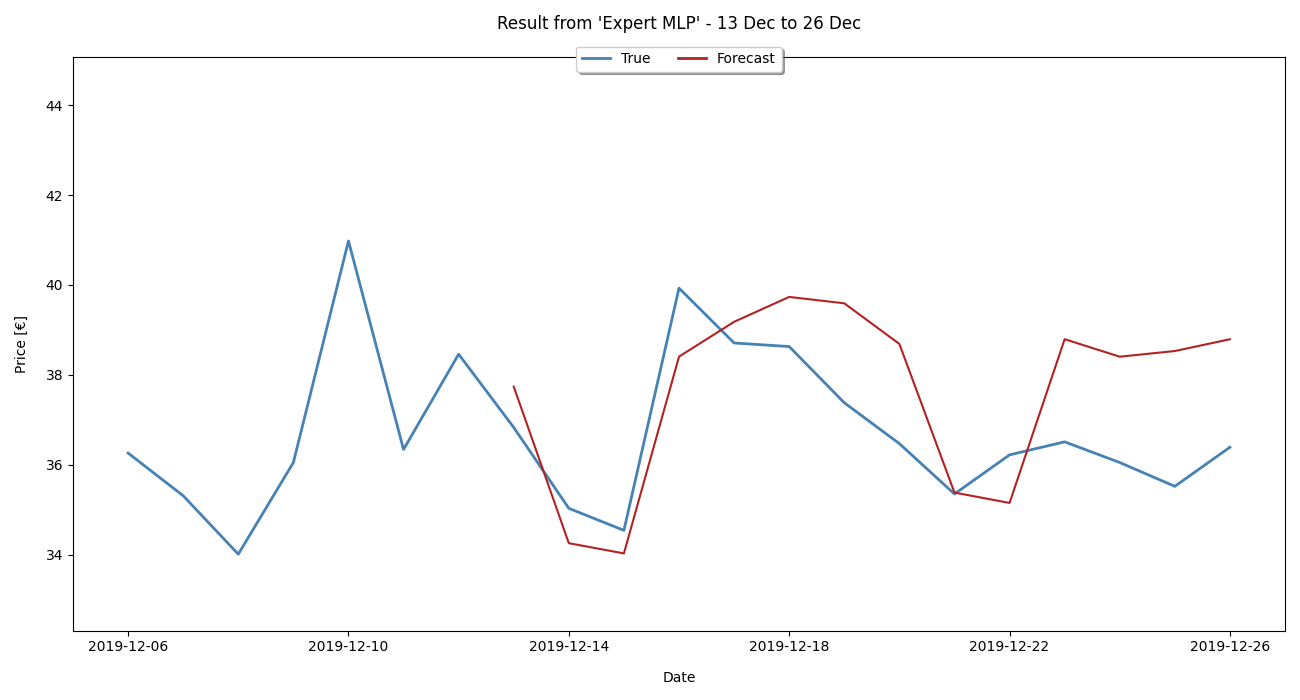 Result from 'Expert MLP' - 13 Dec to 26 Dec
True Forecast
44
42
40
38
36
34
Price [€]
2019-12-06 2019-12-10 2019-12-14 2019-12-18 2019-12-22 2019-12-26
Date